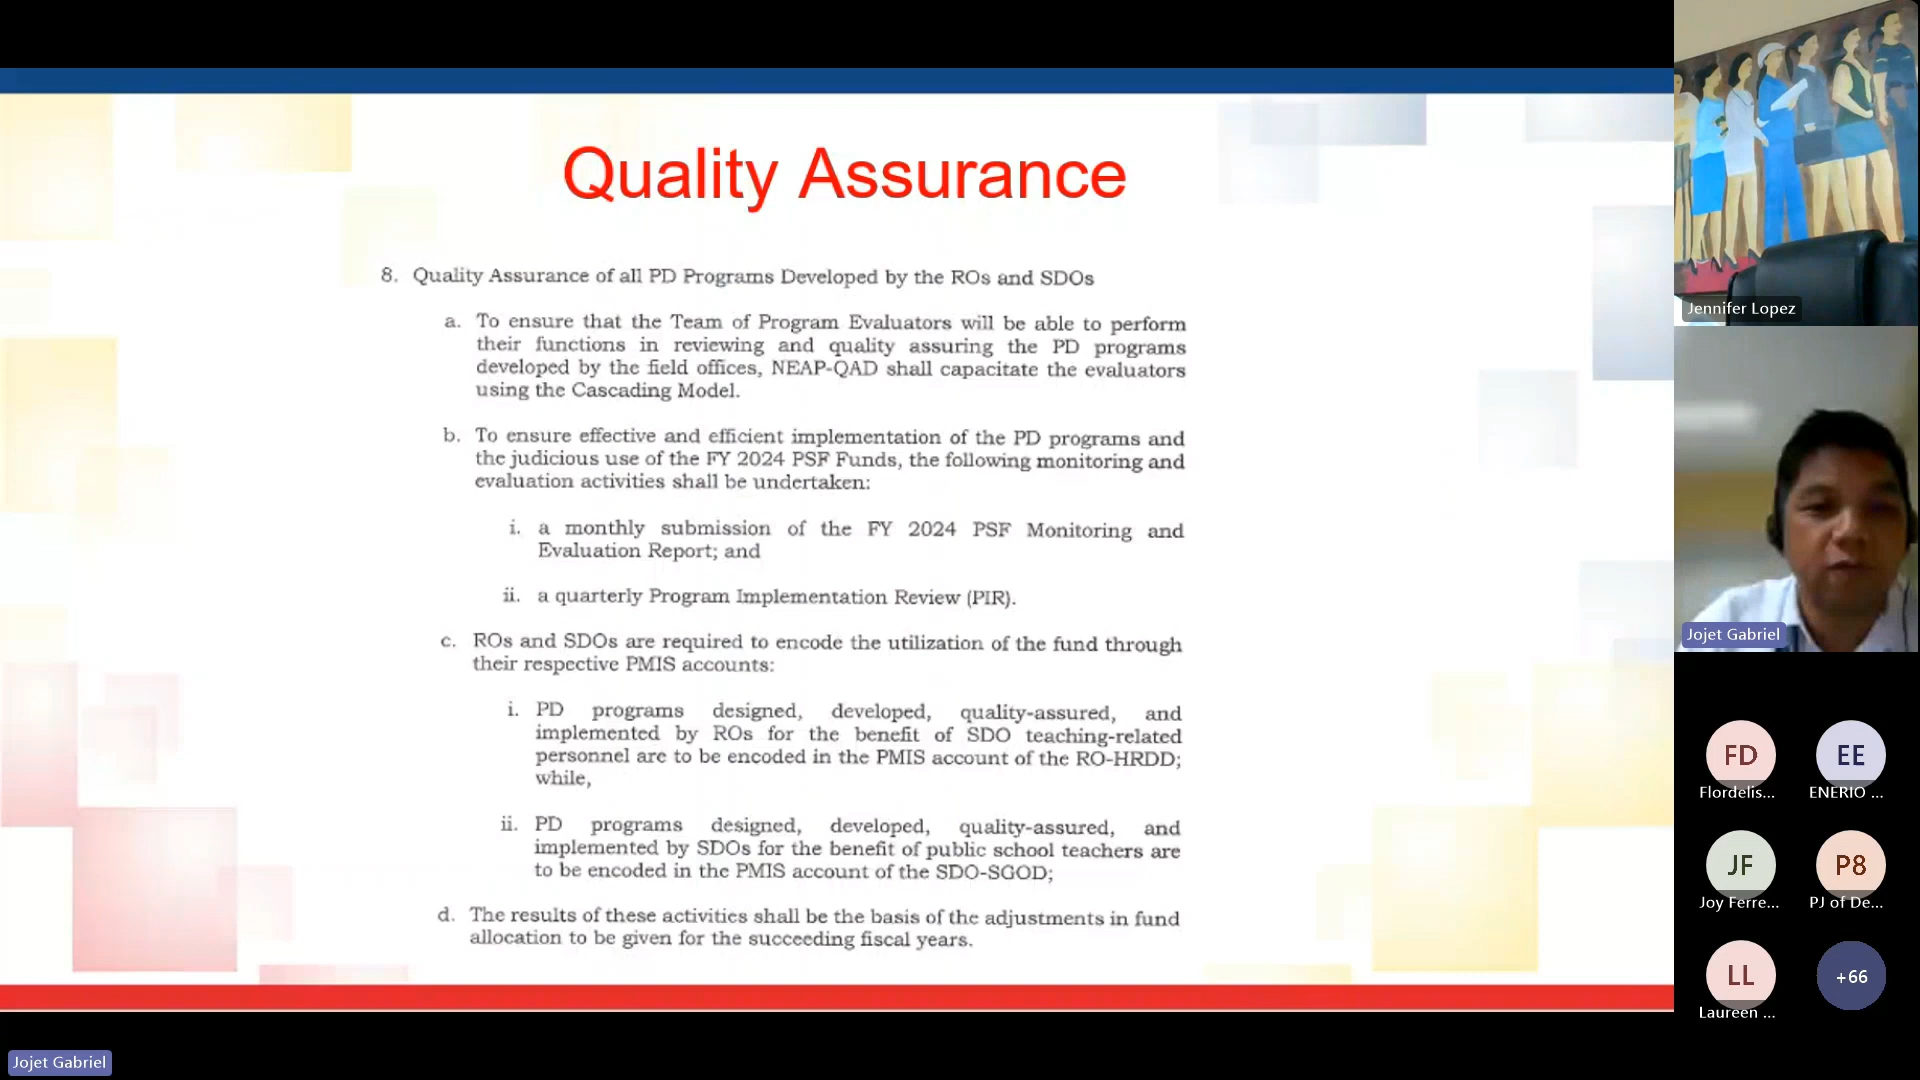 Quality Assurance
8. Quality Assurance of all PD Programs Developed by the ROs and SDOs
a. To ensure that the Team of Program Evaluators will be able to perform
their functions in reviewing and quality assuring the PD programs
developed by the field offices, NEAP-QAD shall capacitate the evaluators
using the Cascading Model.
b. To ensure effective and efficient implementation of the PD programs and
the judicious use of the FY 2024 PSF Funds, the following monitoring and
evaluation activities shall be undertaken:
i. a monthly submission of the FY 2024 PSF Monitoring and
Evaluation Report; and
ii. a quarterly Program Implementation Review (PIR).
c. ROs and SDOs are required to encode the utilization of the fund through
their respective PMIS accounts:
i. PD programs designed, developed, quality-assured, and
implemented by ROs for the benefit of SDO teaching-related
personnel are to be encoded in the PMIS account of the RO-HRDD;
while,
ii. PD programs designed, developed, quality-assured, and
implemented by SDOs for the benefit of public school teachers are
to be encoded in the PMIS account of the SDO-SGOD;
d. The results of these activities shall be the basis of the adjustments in fund
allocation to be given for the succeeding fiscal years.
Jojet Gabriel
Jennifer Lopez
Jojet Gabriel
FD
Flordelis...
EE
ENERIO ...
JF
Joy Ferre...
P8
PJ of De...
LL
Laureen ...
+66